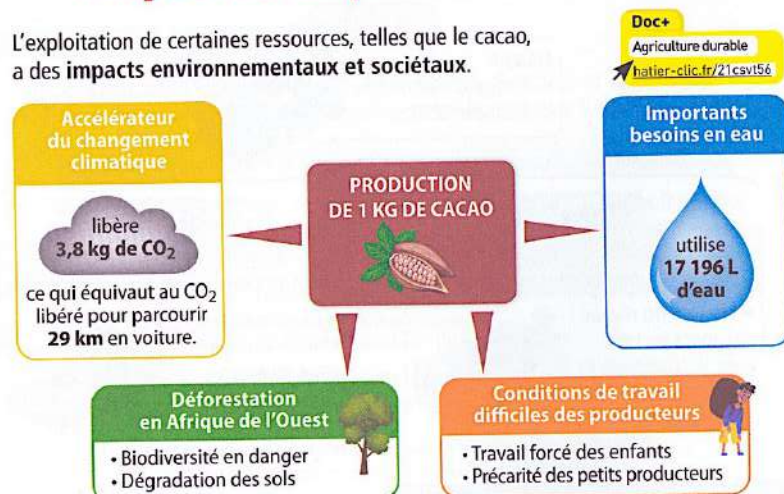 L'exploitation de certaines ressources, telles que le cacao,
a des impacts environnementaux et sociétaux.
Doc+
Agriculture durable
hatier-clic.fr/21csvt56
Accélérateur
du changement
climatique
libère
3,8 kg de CO₂
ce qui équivaut au CO₂
libéré pour parcourir
29 km en voiture.
PRODUCTION
DE 1 KG DE CACAO
Importants
besoins en eau
utilise
17 196 L
d'eau
Déforestation
en Afrique de l'Ouest
• Biodiversité en danger
• Dégradation des sols
Conditions de travail
difficiles des producteurs
• Travail forcé des enfants
• Précarité des petits producteurs